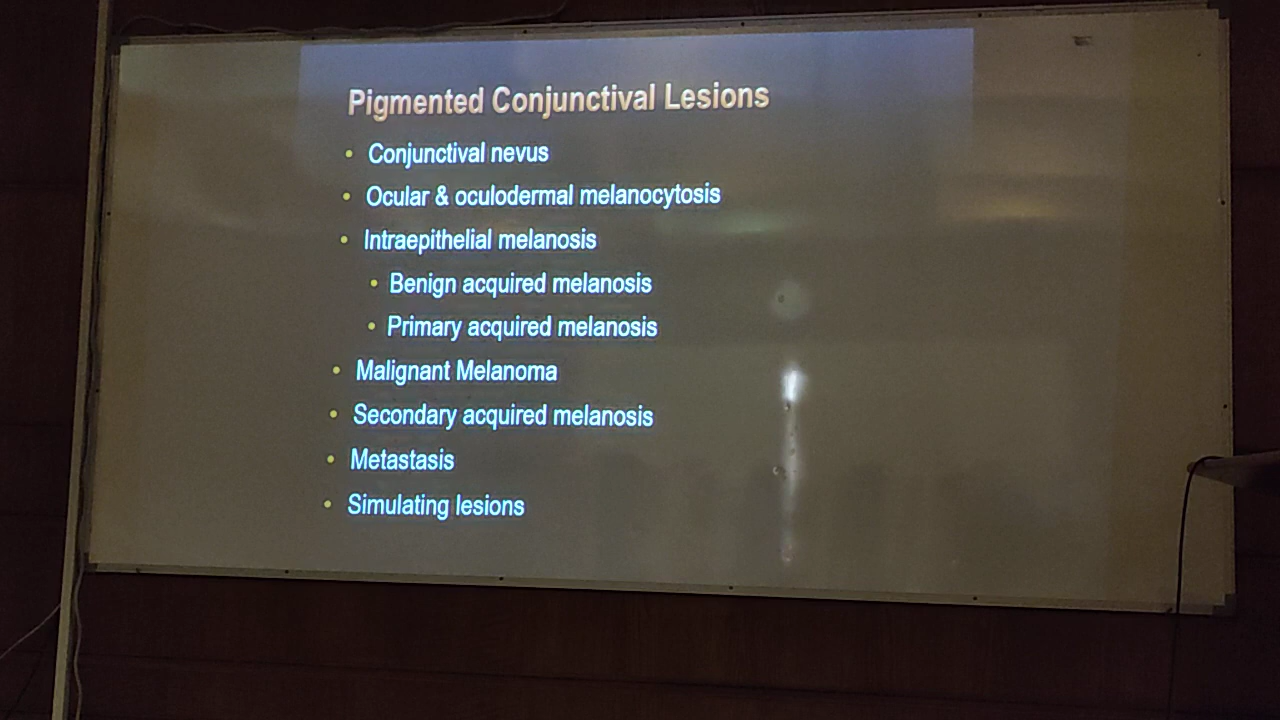 Pigmented Conjunctival Lesions
• Conjunctival nevus
• Ocular & oculodermal melanocytosis
• Intraepithelial melanosis
• Benign acquired melanosis
• Primary acquired melanosis
• Malignant Melanoma
• Secondary acquired melanosis
• Metastasis
• Simulating lesions